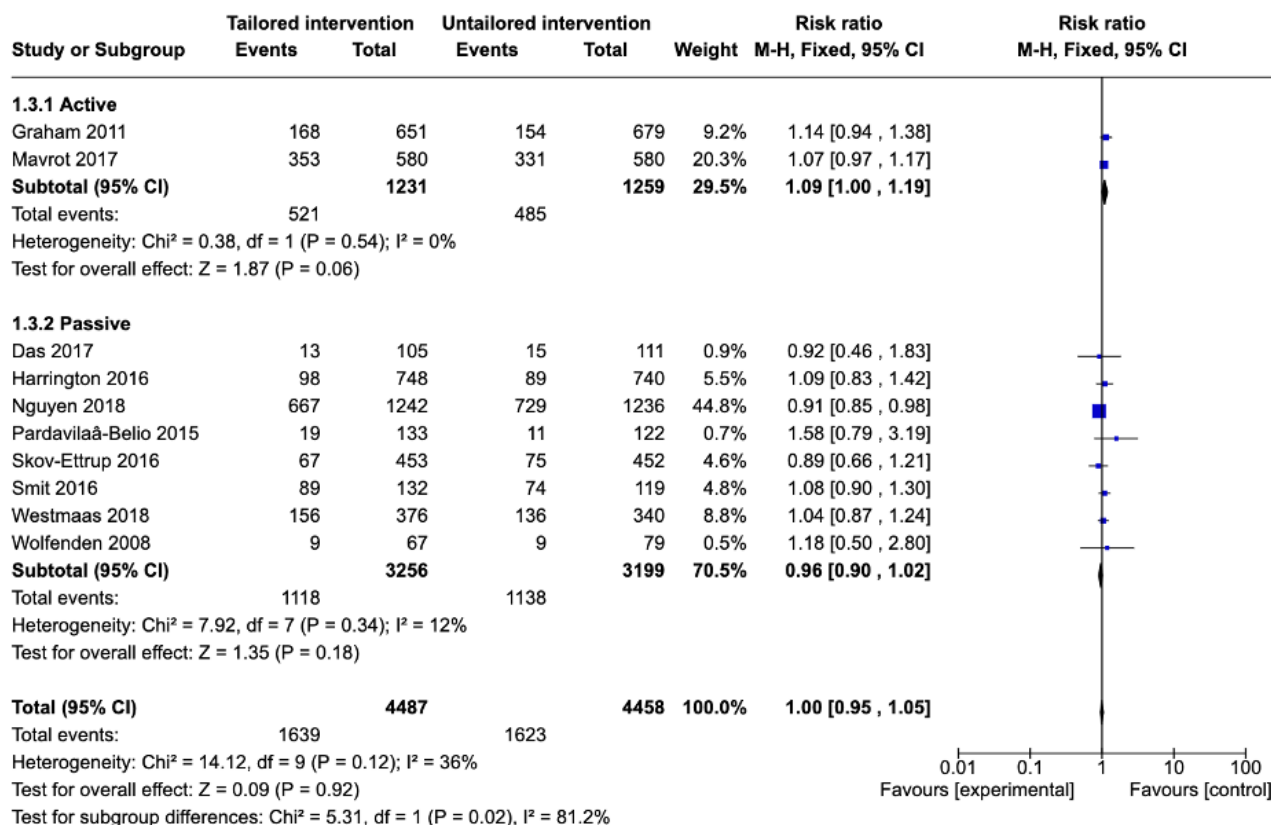 Tailored intervention Untailored intervention Risk ratio Risk ratio
Study or Subgroup Events Total Events Total Weight M-H, Fixed, 95% CI M-H, Fixed, 95% CI
1.3.1 Active
Graham 2011 168 651 154 679 9.2% 1.14 [0.94 , 1.38]
Mavrot 2017 353 580 331 580 20.3% 1.07 [0.97 , 1.17]
Subtotal (95% CI) 1231 1259 29.5% 1.09 [1.00 , 1.19]
Total events: 521 485
Heterogeneity: Chi² = 0.38, df = 1 (P = 0.54); I² = 0%
Test for overall effect: Z = 1.87 (P = 0.06)
1.3.2 Passive
Das 2017 13 105 15 111 0.9% 0.92 [0.46 , 1.83]
Harrington 2016 98 748 89 740 5.5% 1.09 [0.83 , 1.42]
Nguyen 2018 667 1242 729 1236 44.8% 0.91 [0.85 , 0.98]
Pardavilaâ-Belio 2015 19 133 11 122 0.7% 1.58 [0.79 , 3.19]
Skov-Ettrup 2016 67 453 75 452 4.6% 0.89 [0.66 , 1.21]
Smit 2016 89 132 74 119 4.8% 1.08 [0.90 , 1.30]
Westmaas 2018 156 376 136 340 8.8% 1.04 [0.87 , 1.24]
Wolfenden 2008 9 67 9 79 0.5% 1.18 [0.50 , 2.80]
Subtotal (95% CI) 3256 3199 70.5% 0.96 [0.90 , 1.02]
Total events: 1118 1138
Heterogeneity: Chi² = 7.92, df = 7 (P = 0.34); I² = 12%
Test for overall effect: Z = 1.35 (P = 0.18)
Total (95% CI) 4487 4458 100.0% 1.00 [0.95 , 1.05]
Total events: 1639 1623
Heterogeneity: Chi² = 14.12, df = 9 (P = 0.12); I² = 36%
0.01 0.1 1 10 100
Test for overall effect: Z = 0.09 (P = 0.92)
Favours [experimental] Favours [control]
Test for subgroup differences: Chi² = 5.31, df = 1 (P = 0.02), I² = 81.2%